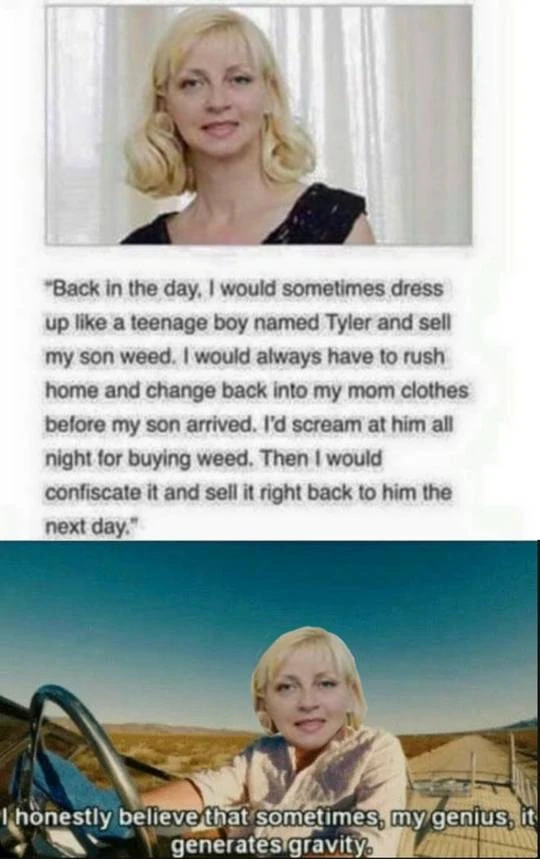 "Back in the day, I would sometimes dress
up like a teenage boy named Tyler and sell
my son weed. I would always have to rush
home and change back into my mom clothes
before my son arrived. I'd scream at him all
night for buying weed. Then I would
confiscate it and sell it right back to him the
next day."
I honestly believe that sometimes, my genius, it
generates gravity.